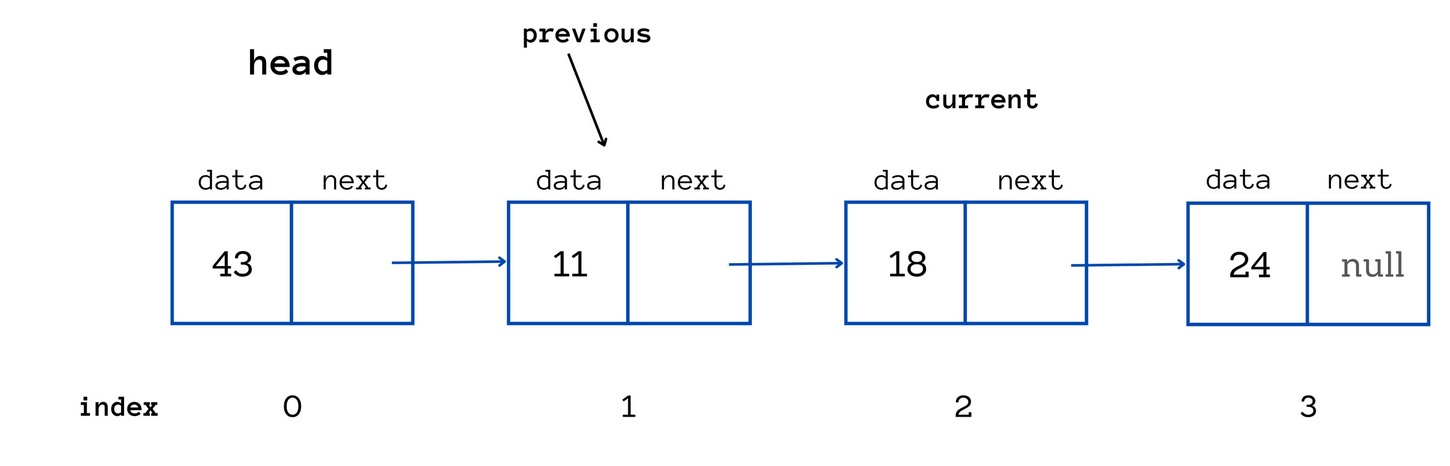 previous
head
current
data next data next data next data next
43 11 18 24 null
index 0 1 2 3